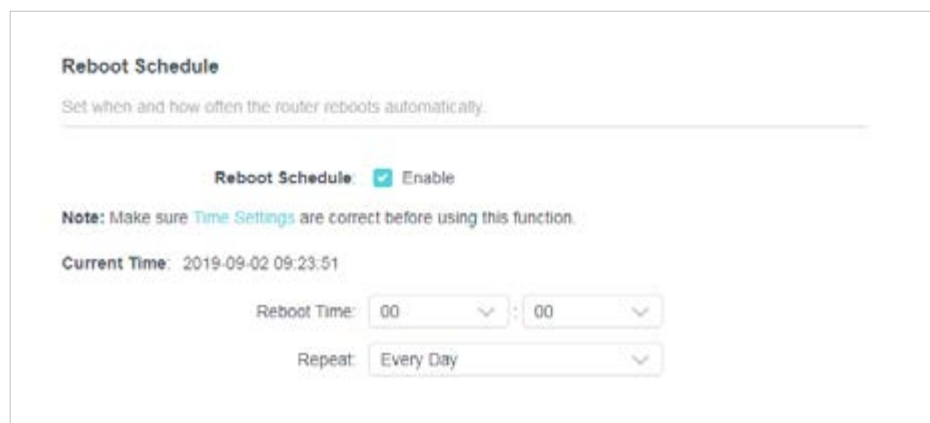 Reboot Schedule
Set when and how often the router reboots automatically.
Reboot Schedule: Enable
Note: Make sure Time Settings are correct before using this function.
Current Time: 2019-09-02 09:23:51
Reboot Time: 00 : 00
Repeat: Every Day